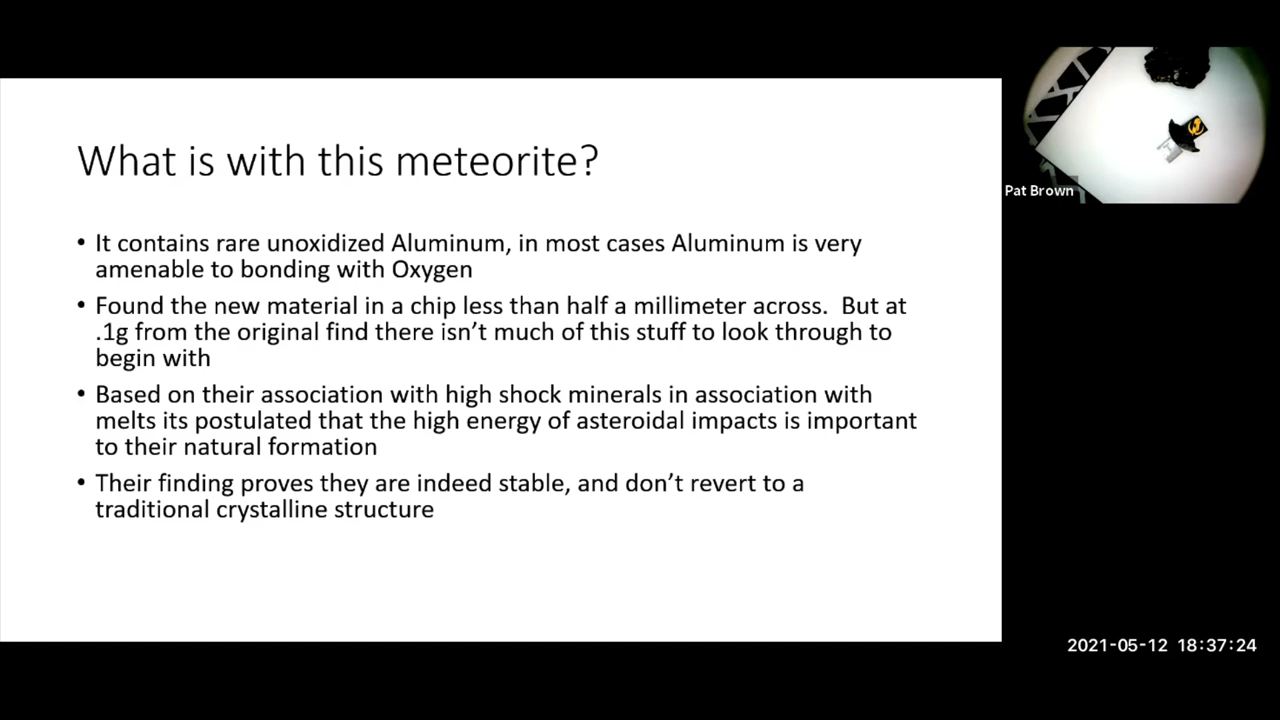 What is with this meteorite?
• It contains rare unoxidized Aluminum, in most cases Aluminum is very
amenable to bonding with Oxygen
• Found the new material in a chip less than half a millimeter across.  But at
.1g from the original find there isn’t much of this stuff to look through to
begin with
• Based on their association with high shock minerals in association with
melts its postulated that the high energy of asteroidal impacts is important
to their natural formation
• Their finding proves they are indeed stable, and don’t revert to a
traditional crystalline structure
Pat Brown
2021-05-12 18:37:24